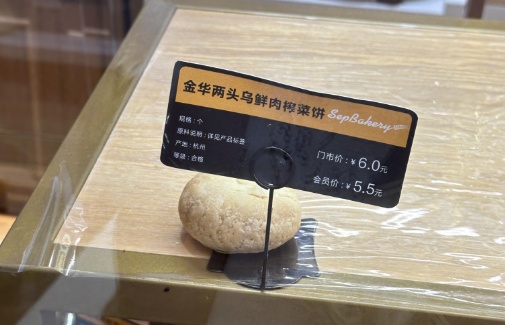 金华两头乌鲜肉榨菜饼 SepBakery
规格：个
原料说明：详见产品标签
产地：杭州
等级：合格
门市价：¥6.0元
会员价：¥5.5元